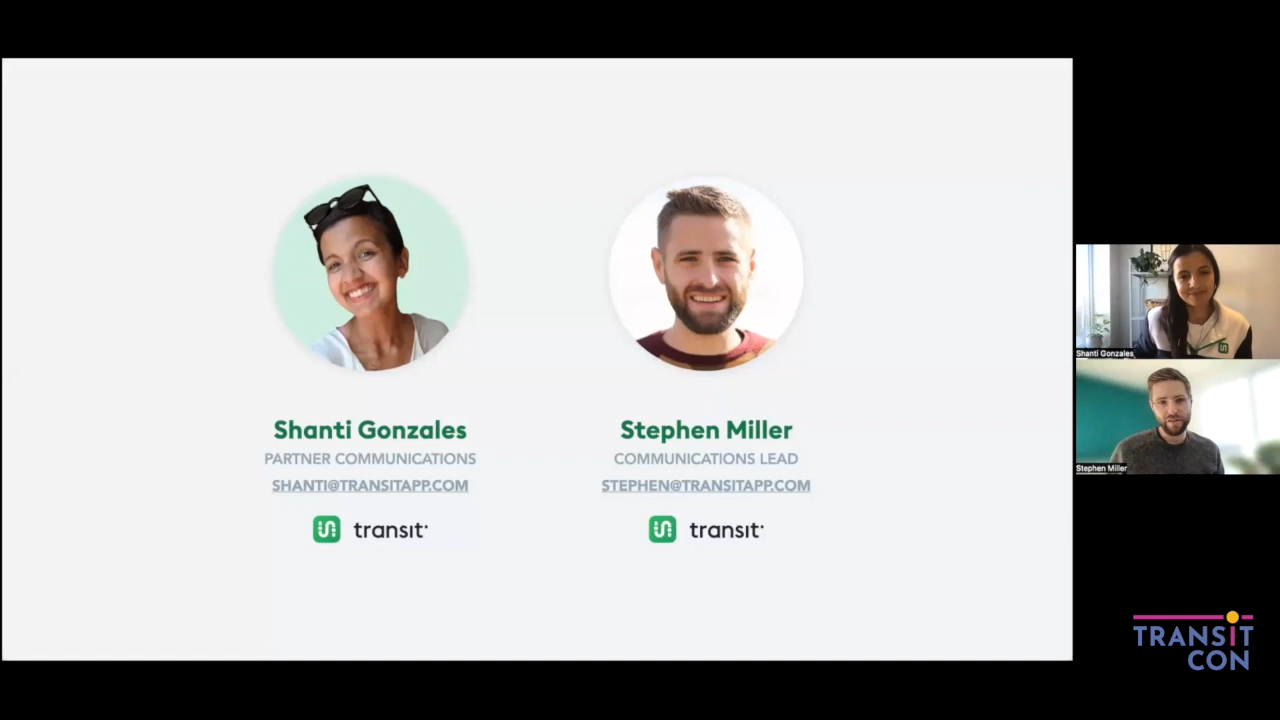 Shanti Gonzales
PARTNER COMMUNICATIONS
SHANTI@TRANSITAPP.COM
transit
Stephen Miller
COMMUNICATIONS LEAD
STEPHEN@TRANSITAPP.COM
transit
Shanti Gonzales
Stephen Miller
TRANSIT
CON